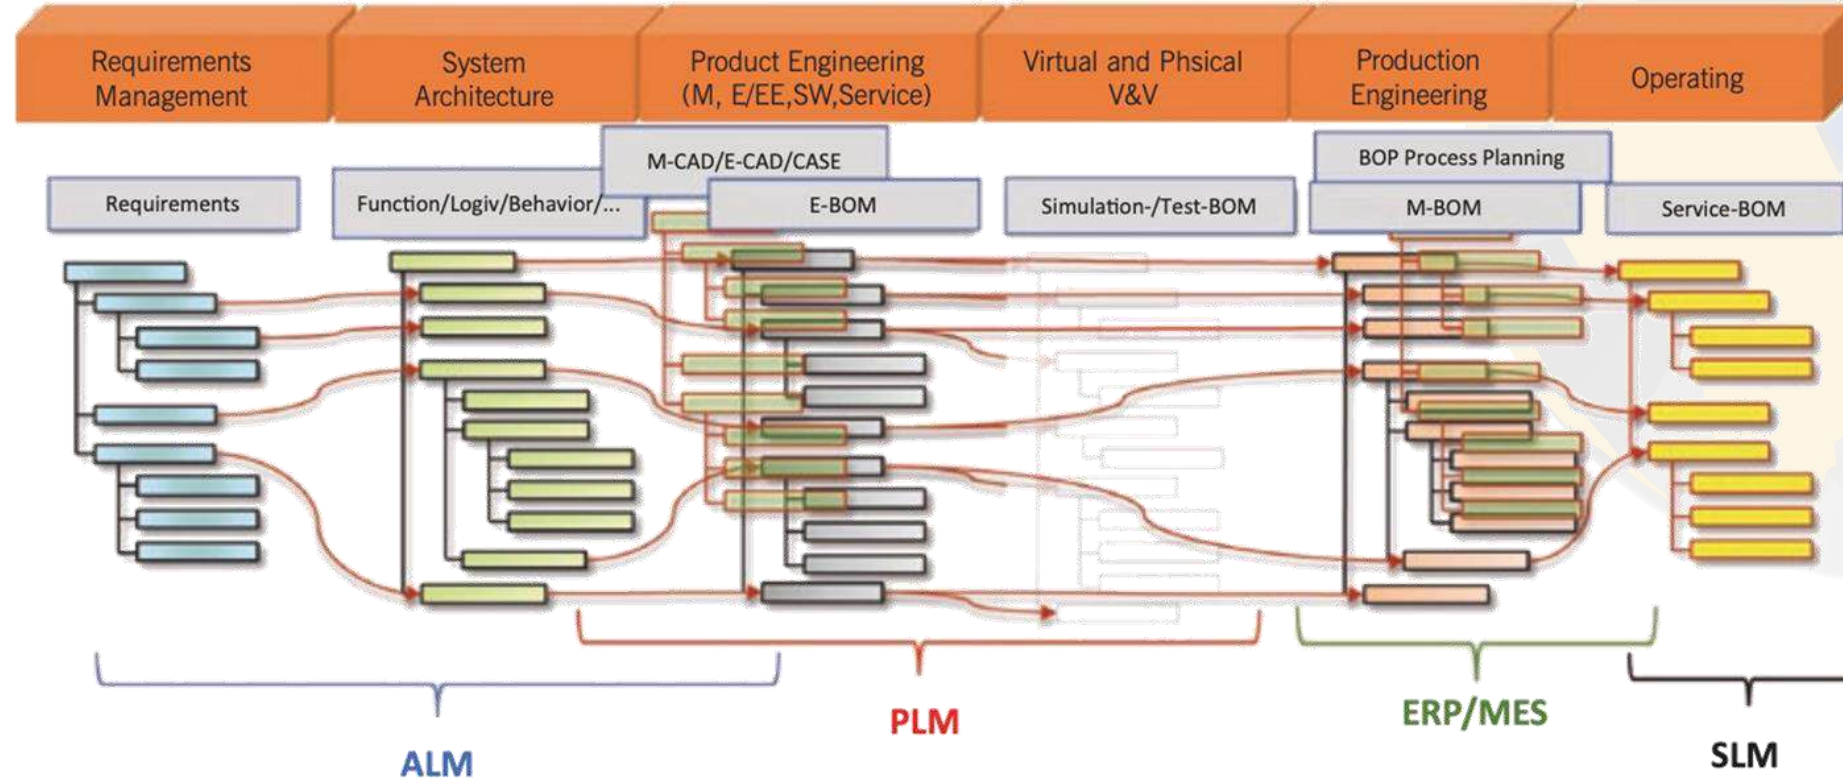 Requirements
Management
System
Architecture
Product Engineering
(M, E/EE,SW,Service)
Virtual and Phsical
V&V
Production
Engineering
Operating
M-CAD/E-CAD/CASE
BOP Process Planning
Requirements
Function/Logiv/Behavior/...
E-BOM
Simulation-/Test-BOM
M-BOM
Service-BOM
ALM
PLM
ERP/MES
SLM